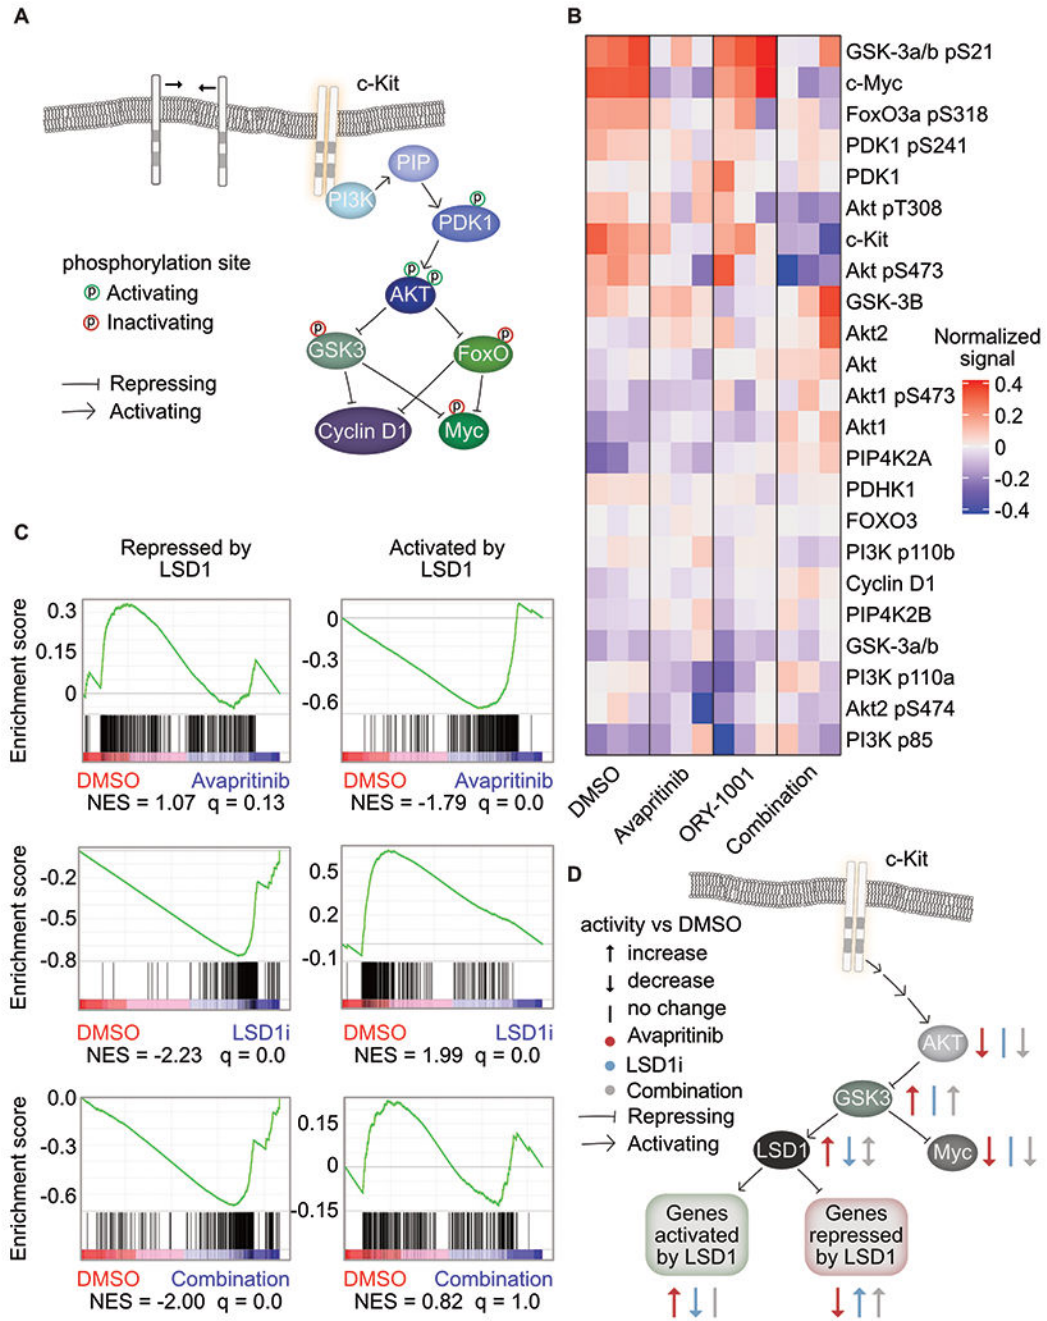 A
c-Kit
PIP
PI3K
p
PDK1
phosphorylation site
p Activating
p Inactivating
p
p
AKT
p
GSK3
p
FoxO
Repressing
Activating
p
Cyclin D1
Myc
B
GSK-3a/b pS21
c-Myc
FoxO3a pS318
PDK1 pS241
PDK1
Akt pT308
c-Kit
Akt pS473
GSK-3B
Akt2
Akt
Akt1 pS473
Akt1
PIP4K2A
PDHK1
FOXO3
PI3K p110b
Cyclin D1
PIP4K2B
GSK-3a/b
PI3K p110a
Akt2 pS474
PI3K p85
DMSO
Avapritinib
ORY-1001
Combination
Normalized
signal
0.4
0.2
0
-0.2
-0.4
C
Repressed by
LSD1
Activated by
LSD1
Enrichment score
0.3
0.15
0
DMSO Avapritinib
NES = 1.07 q = 0.13
0
-0.3
-0.6
DMSO Avapritinib
NES = -1.79 q = 0.0
Enrichment score
-0.2
-0.5
-0.8
DMSO LSD1i
NES = -2.23 q = 0.0
0.5
0.2
-0.1
DMSO LSD1i
NES = 1.99 q = 0.0
Enrichment score
0.0
-0.3
-0.6
DMSO Combination
NES = -2.00 q = 0.0
0.15
0
-0.15
DMSO Combination
NES = 0.82 q = 1.0
D
c-Kit
activity vs DMSO
increase
decrease
no change
Avapritinib
LSD1i
Combination
Repressing
Activating
AKT
GSK3
LSD1
Myc
Genes
activated
by LSD1
Genes
repressed
by LSD1